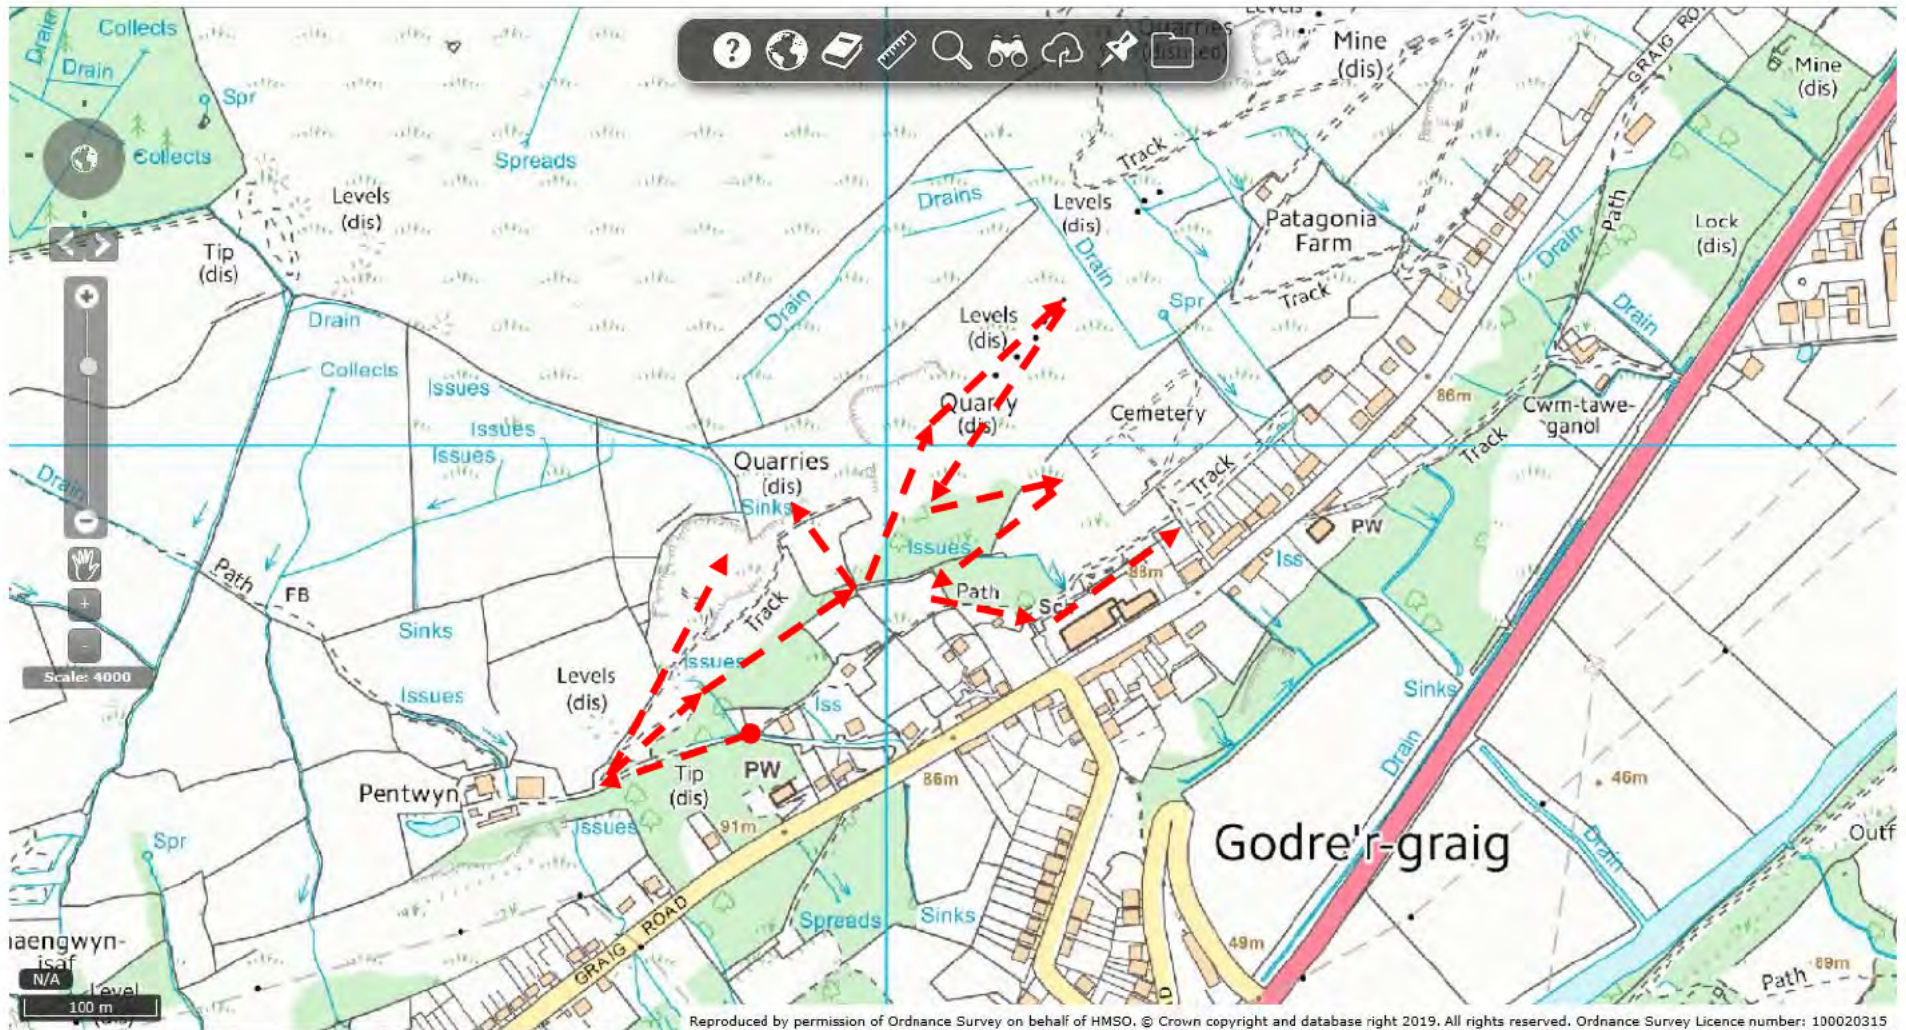 Collects
Drain
Drain
Spr
Collects
Spreads
Levels
(dis)
Tip
(dis)
Drain
Collects
Issues
Issues
Issues
Drain
Levels
Quarries
(disused)
Mine
(dis)
GRAIG RO
Mine
(dis)
Track
Drains
Levels
(dis)
Patagonia
Farm
Path
Lock
(dis)
Drain
Drain
Drain
Drain
Spr
Track
Levels
(dis)
Quarry
(dis)
Cemetery
86m
Cwm-tawe-
ganol
Track
Track
Quarries
(dis)
Sinks
Issues
PW
Iss
88m
Path
Sch
Path
FB
Sinks
Track
Issues
Levels
(dis)
Issues
Iss
Sinks
Scale: 4000
Pentwyn
Tip
(dis)
PW
86m
Drain
46m
91m
Issues
Godre'r-graig
Drain
Outf
Spr
Spreads
Sinks
GRAIG ROAD
49m
89m
Path
naengwyn-
isaf
N/A
Level
(dis)
100 m
D
Reproduced by permission of Ordnance Survey on behalf of HMSO. © Crown copyright and database right 2019. All rights reserved. Ordnance Survey Licence number: 100020315